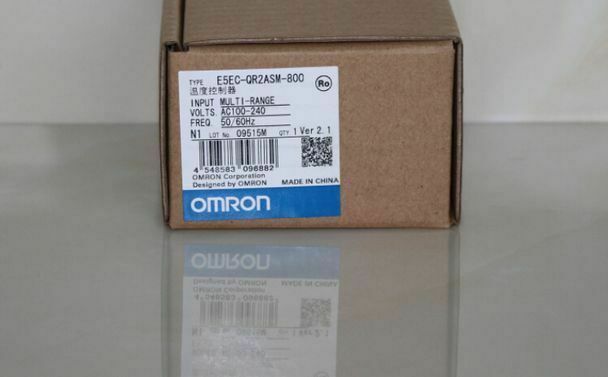 TYPE E5EC-QR2ASM-800
温度控制器
Ro
INPUT MULTI-RANGE
VOLTS. AC100-240
FREQ. 50/60Hz
N1 LOT No 09515M QTY. 1 Ver 2.1
4 548583 096882
OMRON Corporation
Designed by OMRON MADE IN CHINA
OMRON